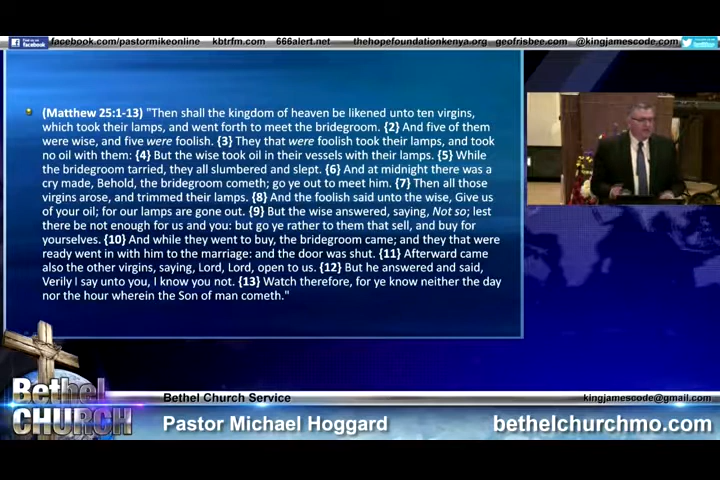 Find us on facebook facebook.com/pastormikeonline kbtrfm.com 666alert.net thehopefoundationkenya.org geofrisbee.com @kingjamescode.com
(Matthew 25:1-13) "Then shall the kingdom of heaven be likened unto ten virgins,
which took their lamps, and went forth to meet the bridegroom. {2} And five of them
were wise, and five were foolish. {3} They that were foolish took their lamps, and took
no oil with them: {4} But the wise took oil in their vessels with their lamps. {5} While
the bridegroom tarried, they all slumbered and slept. {6} And at midnight there was a
cry made, Behold, the bridegroom cometh; go ye out to meet him. {7} Then all those
virgins arose, and trimmed their lamps. {8} And the foolish said unto the wise, Give us
of your oil; for our lamps are gone out. {9} But the wise answered, saying, Not so; lest
there be not enough for us and you: but go ye rather to them that sell, and buy for
yourselves. {10} And while they went to buy, the bridegroom came; and they that were
ready went in with him to the marriage: and the door was shut. {11} Afterward came
also the other virgins, saying, Lord, Lord, open to us. {12} But he answered and said,
Verily I say unto you, I know you not. {13} Watch therefore, for ye know neither the day
nor the hour wherein the Son of man cometh."
Bethel
CHURCH
Bethel Church Service kingjamescode@gmail.com
Pastor Michael Hoggard bethelchurchmo.com